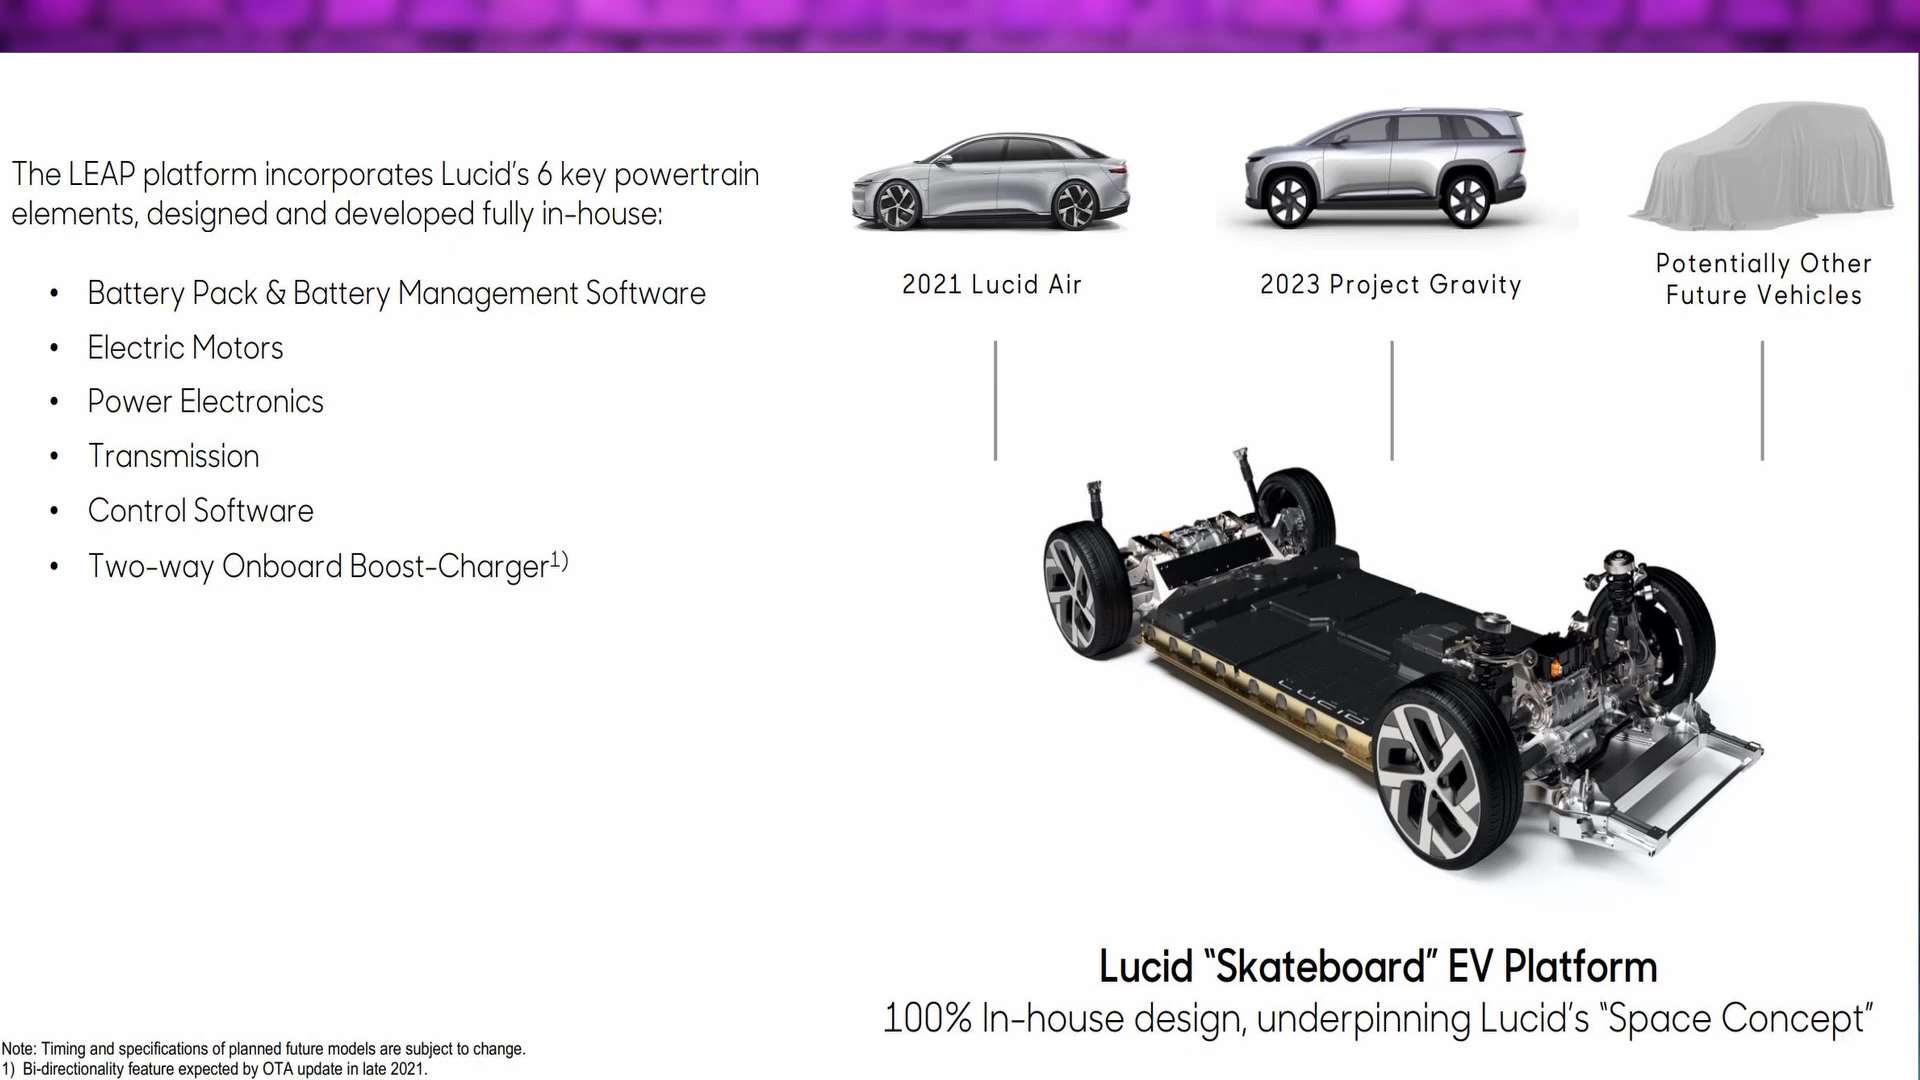 The LEAP platform incorporates Lucid's 6 key powertrain
elements, designed and developed fully in-house:
• Battery Pack & Battery Management Software
• Electric Motors
• Power Electronics
• Transmission
• Control Software
• Two-way Onboard Boost-Charger1)
2021 Lucid Air
2023 Project Gravity
Potentially Other
Future Vehicles
LUCID
Lucid “Skateboard” EV Platform
100% In-house design, underpinning Lucid's “Space Concept”
Note: Timing and specifications of planned future models are subject to change.
1) Bi-directionality feature expected by OTA update in late 2021.